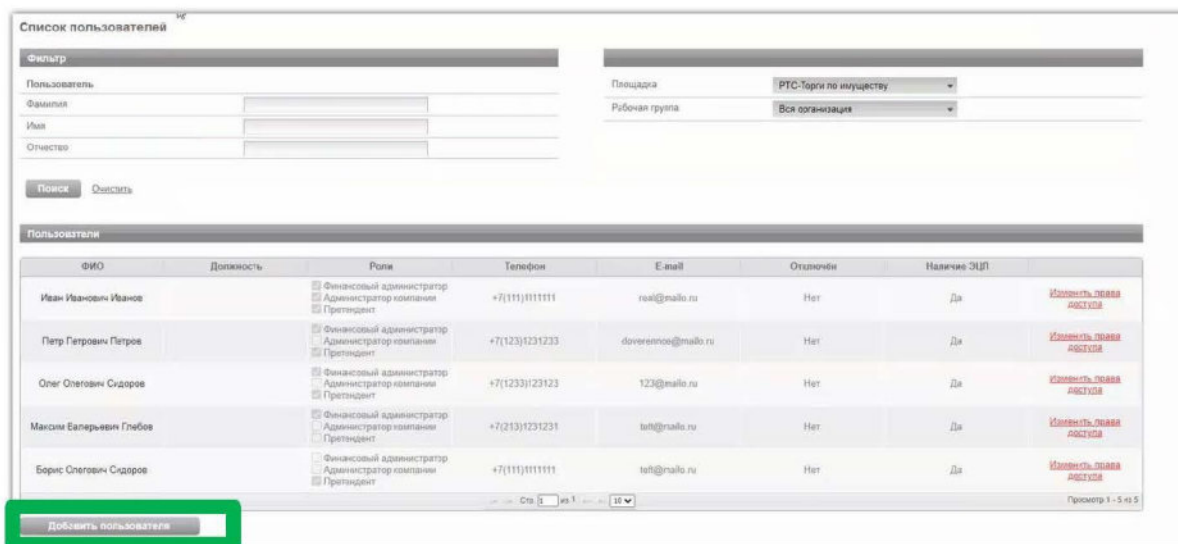 Список пользователей
Фильтр
Пользователь
Фамилия
Имя
Отчество
Площадка РТС-Торги по имуществу
Рабочая группа Вся организация
Поиск Очистить
Пользователи
ФИО Должность Роли Телефон E-mail Отключён Наличие ЭЦП
Иван Иванович Иванов
Финансовый администратор
Администратор компании
Претендент
+7(111)1111111 real@mailo.ru Нет Да
Изменить права
доступа
Петр Петрович Петров
Финансовый администратор
Администратор компании
Претендент
+7(123)1231233 doverennoe@mailo.ru Нет Да
Изменить права
доступа
Олег Олегович Сидоров
Финансовый администратор
Администратор компании
Претендент
+7(1233)123123 123@mailo.ru Нет Да
Изменить права
доступа
Максим Валерьевич Глебов
Финансовый администратор
Администратор компании
Претендент
+7(213)1231231 Нет Да
Изменить права
доступа
Борис Олегович Сидоров
Финансовый администратор
Администратор компании
Претендент
+7(111)1111111 Нет Да
Изменить права
доступа
Стр. 1 из 1 10
Просмотр 1 - 5 из 5
Добавить пользователя